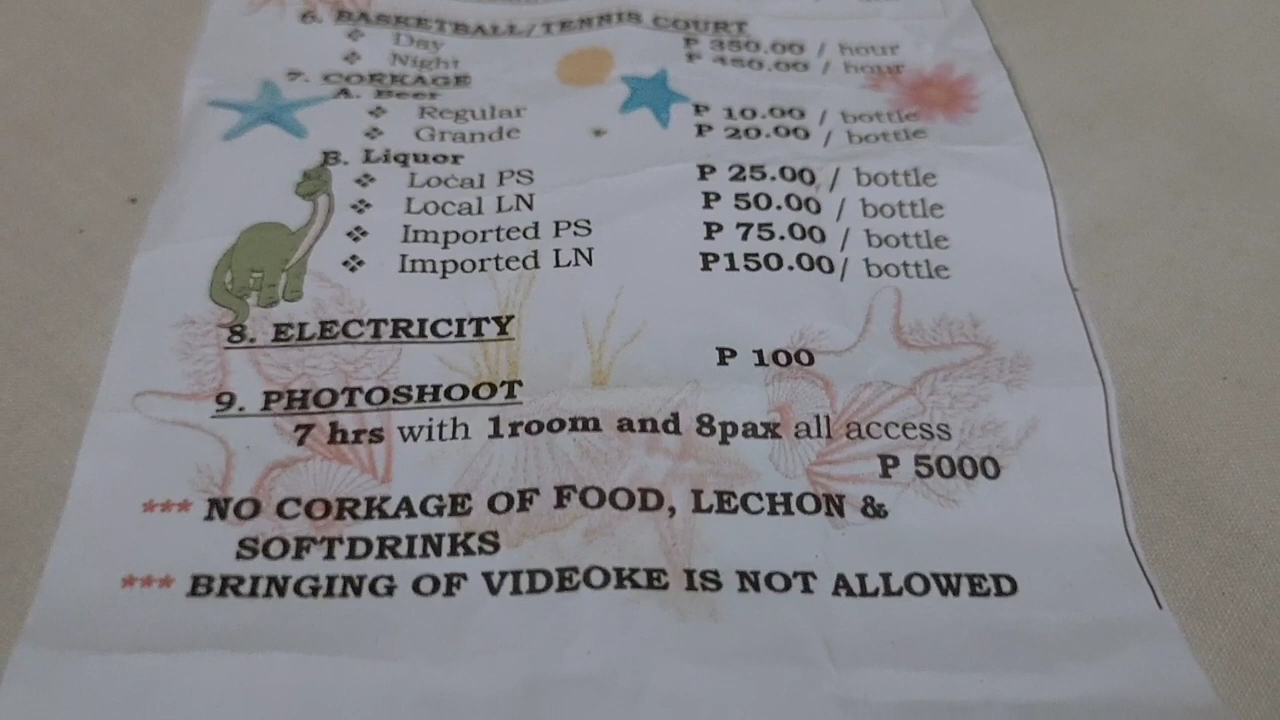 6. BASKETBALL/TENNIS COURT
❖ Day P 350.00 / hour
❖ Night P 450.00 / hour
7. CORKAGE
A. Beer
❖ Regular P 10.00 / bottle
❖ Grande P 20.00 / bottle
B. Liquor
❖ Local PS P 25.00 / bottle
❖ Local LN P 50.00 / bottle
❖ Imported PS P 75.00 / bottle
❖ Imported LN P150.00/ bottle
8. ELECTRICITY
P 100
9. PHOTOSHOOT
7 hrs with 1room and 8pax all access
P 5000
*** NO CORKAGE OF FOOD, LECHON &
SOFTDRINKS
*** BRINGING OF VIDEOKE IS NOT ALLOWED